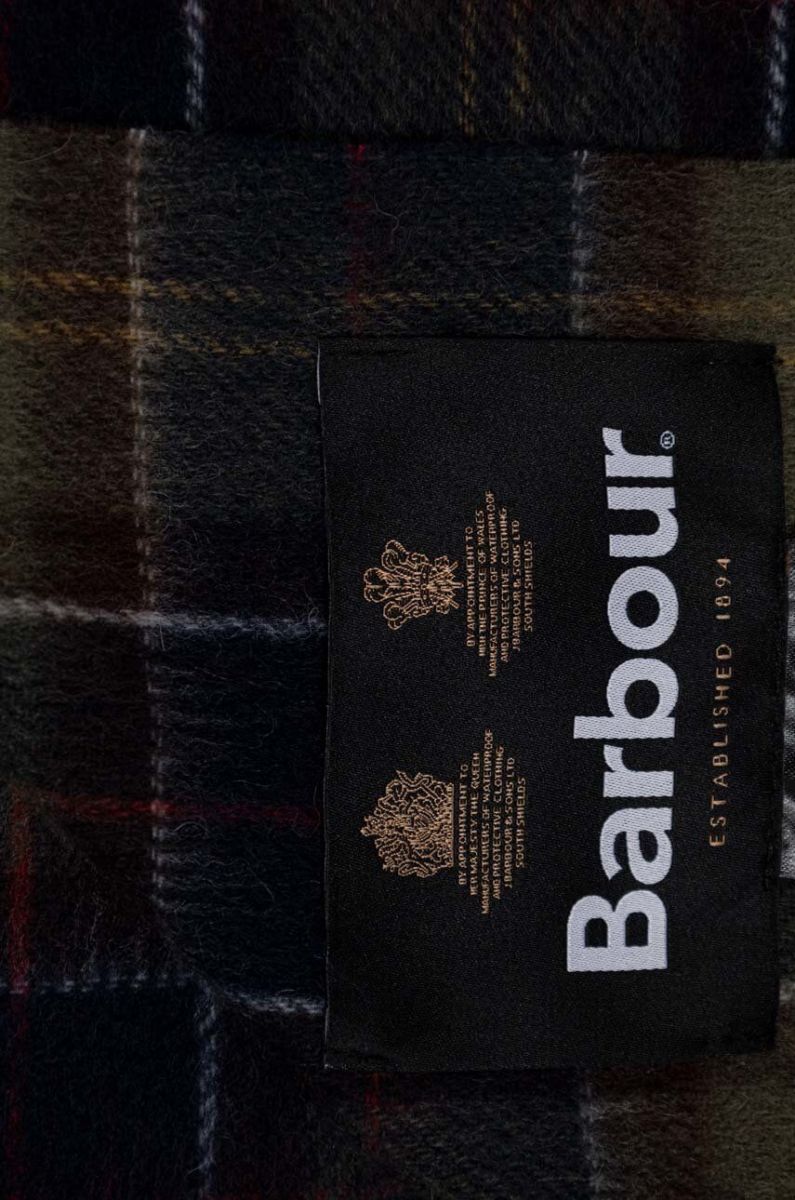 BY APPOINTMENT TO
HER MAJESTY THE QUEEN
MANUFACTURERS OF WATERPROOF
AND PROTECTIVE CLOTHING
J BARBOUR & SONS LTD
SOUTH SHIELDS
BY APPOINTMENT TO
HRH THE PRINCE OF WALES
MANUFACTURERS OF WATERPROOF
AND PROTECTIVE CLOTHING
J BARBOUR & SONS LTD
SOUTH SHIELDS
Barbour®
ESTABLISHED 1894